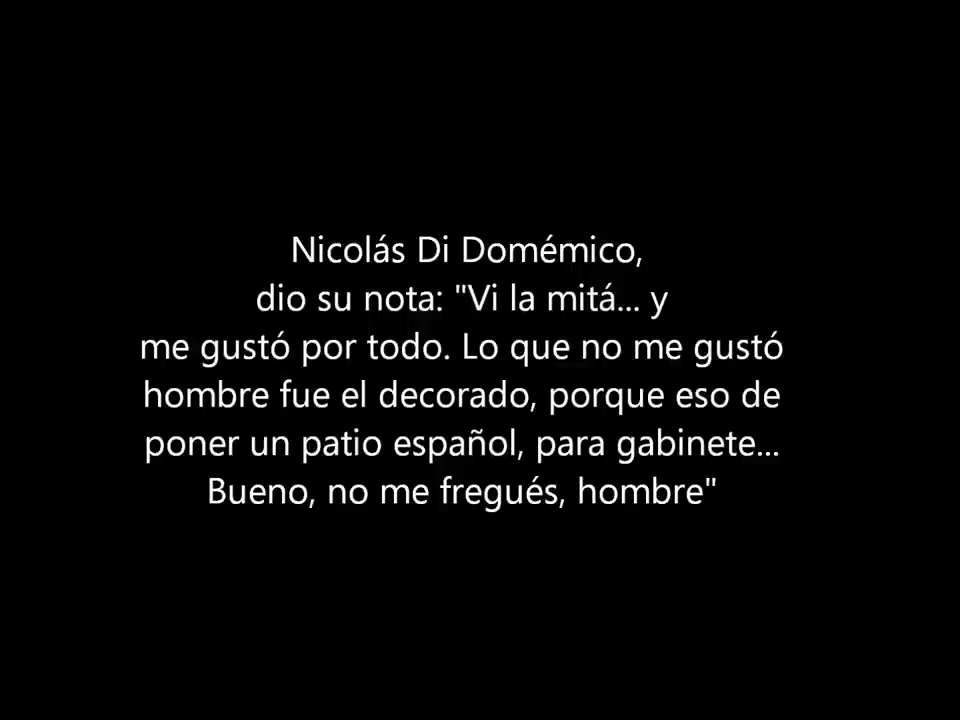 Nicolás Di Domémico,
dio su nota: "Vi la mitá... y
me gustó por todo. Lo que no me gustó
hombre fue el decorado, porque eso de
poner un patio español, para gabinete...
Bueno, no me fregués, hombre"